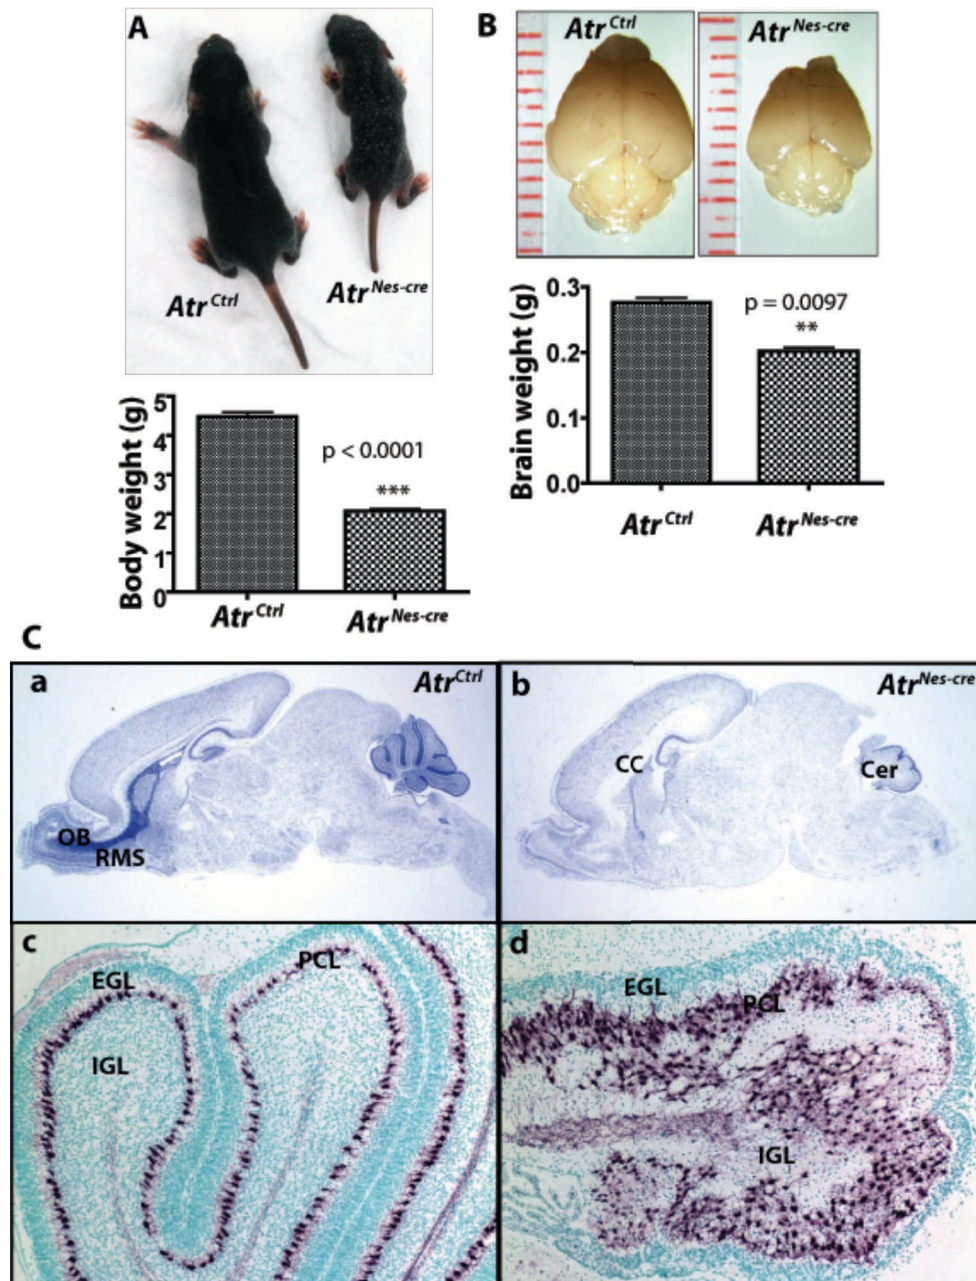 A
Atr Ctrl
Atr Nes-cre
Body weight (g)
5
4
3
2
1
0
p < 0.0001
***
Atr Ctrl
Atr Nes-cre
B
Atr Ctrl
Atr Nes-cre
Brain weight (g)
0.3
0.2
0.1
0.0
p = 0.0097
**
Atr Ctrl
Atr Nes-cre
C
a
Atr Ctrl
OB
RMS
b
Atr Nes-cre
CC
Cer
c
EGL
PCL
IGL
d
EGL
PCL
IGL